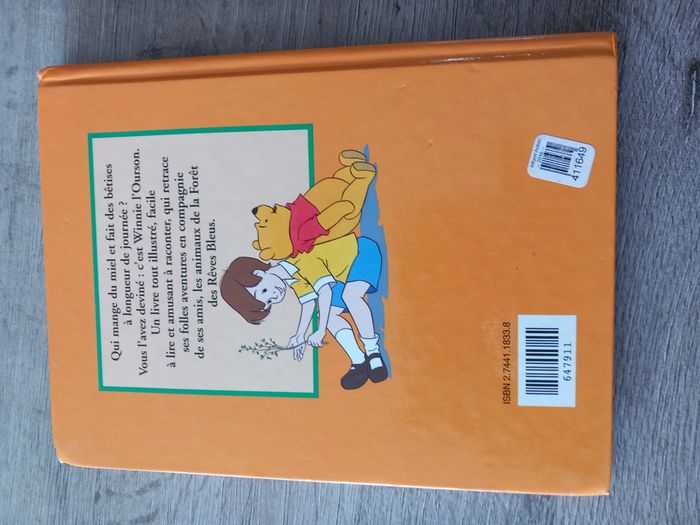 Qui mange du miel et fait des bêtises
à longueur de journée ?
Vous l'avez deviné : c'est Winnie l'Ourson.
Un livre tout illustré, facile
à lire et amusant à raconter, qui retrace
ses folles aventures en compagnie
de ses amis, les animaux de la Forêt
des Rêves Bleus.
411649
ISBN 2.7441.1833.8
647911